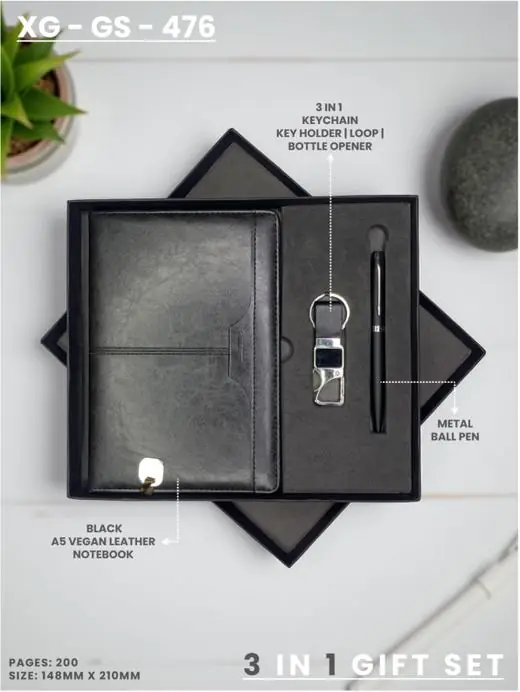 XG - GS - 476
3 IN 1
KEYCHAIN
KEY HOLDER | LOOP |
BOTTLE OPENER
METAL
BALL PEN
BLACK
A5 VEGAN LEATHER
NOTEBOOK
PAGES: 200
SIZE: 148MM X 210MM
3 IN 1 GIFT SET